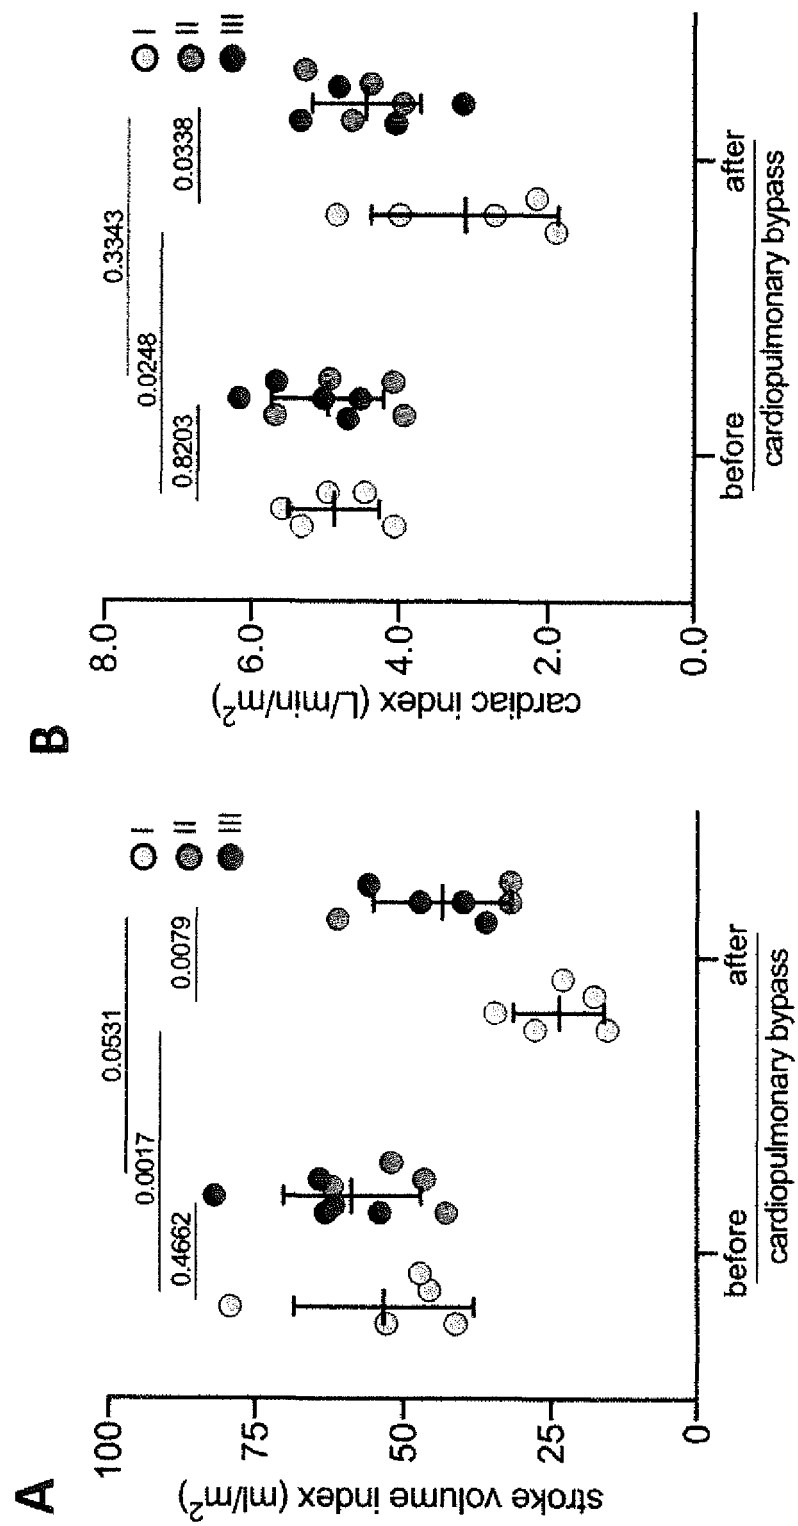 A
stroke volume index (ml/m²)
100
75
50
25
0
0.0531
0.0017
0.4662
0.0079
I
II
III
before
after
cardiopulmonary bypass
B
cardiac index (L/min/m²)
8.0
6.0
4.0
2.0
0.0
0.3343
0.0248
0.8203
0.0338
I
II
III
before
after
cardiopulmonary bypass